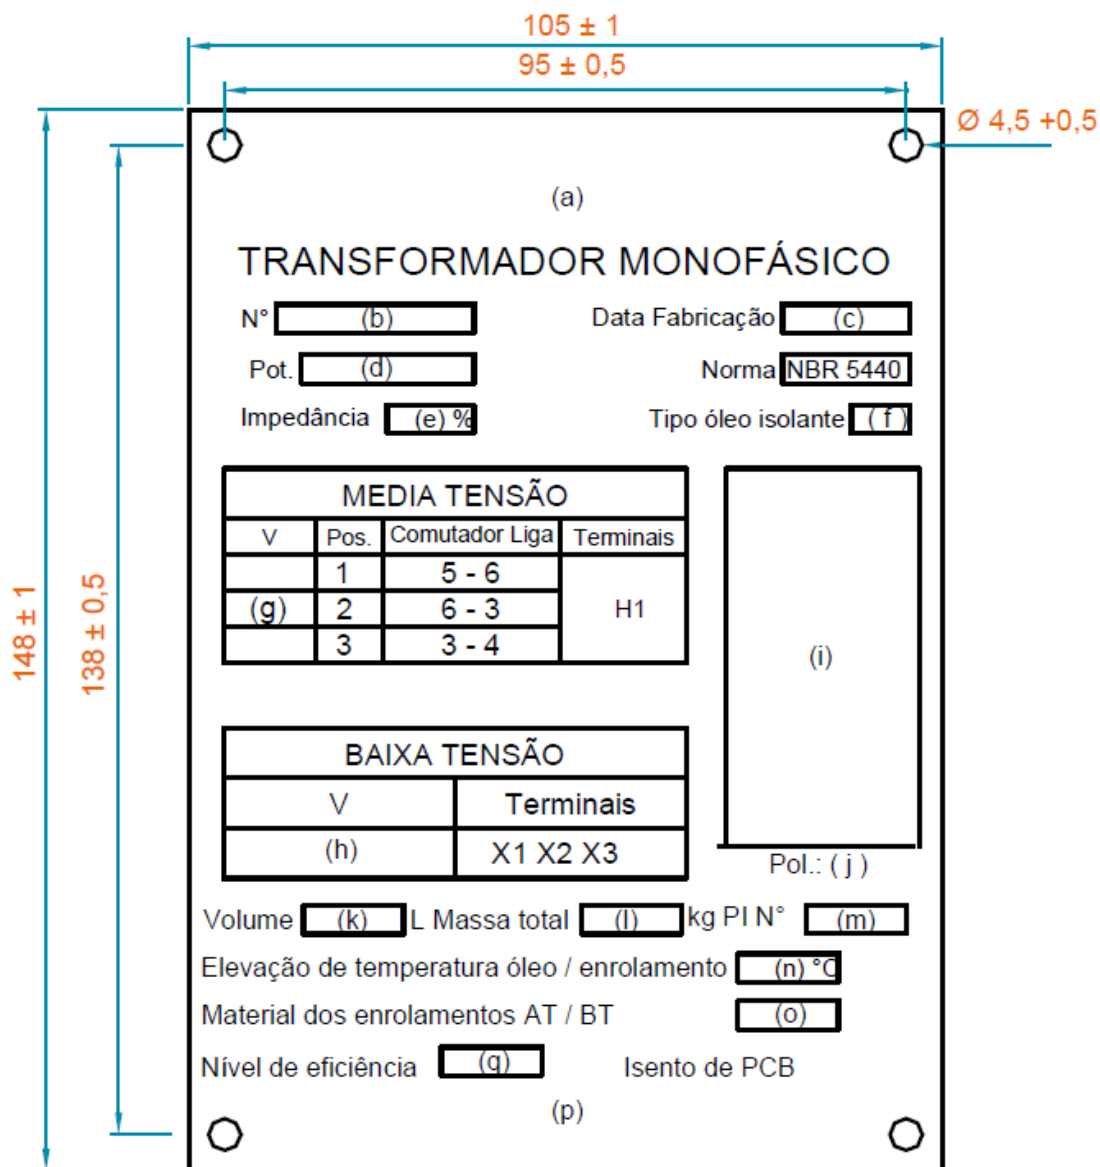 105 ± 1
95 ± 0,5
Ø 4,5 +0,5
(a)
TRANSFORMADOR MONOFÁSICO
N° (b) Data Fabricação (c)
Pot. (d) Norma NBR 5440
Impedância (e) % Tipo óleo isolante ( f )
MEDIA TENSÃO
V Pos. Comutador Liga Terminais
1 5 - 6
(g) 2 6 - 3 H1
3 3 - 4
148 ± 1
138 ± 0,5
(i)
BAIXA TENSÃO
V Terminais
(h) X1 X2 X3
Pol.: ( j )
Volume (k) L Massa total (l) kg PI N° (m)
Elevação de temperatura óleo / enrolamento (n) °C
Material dos enrolamentos AT / BT (o)
Nível de eficiência (q) Isento de PCB
(p)